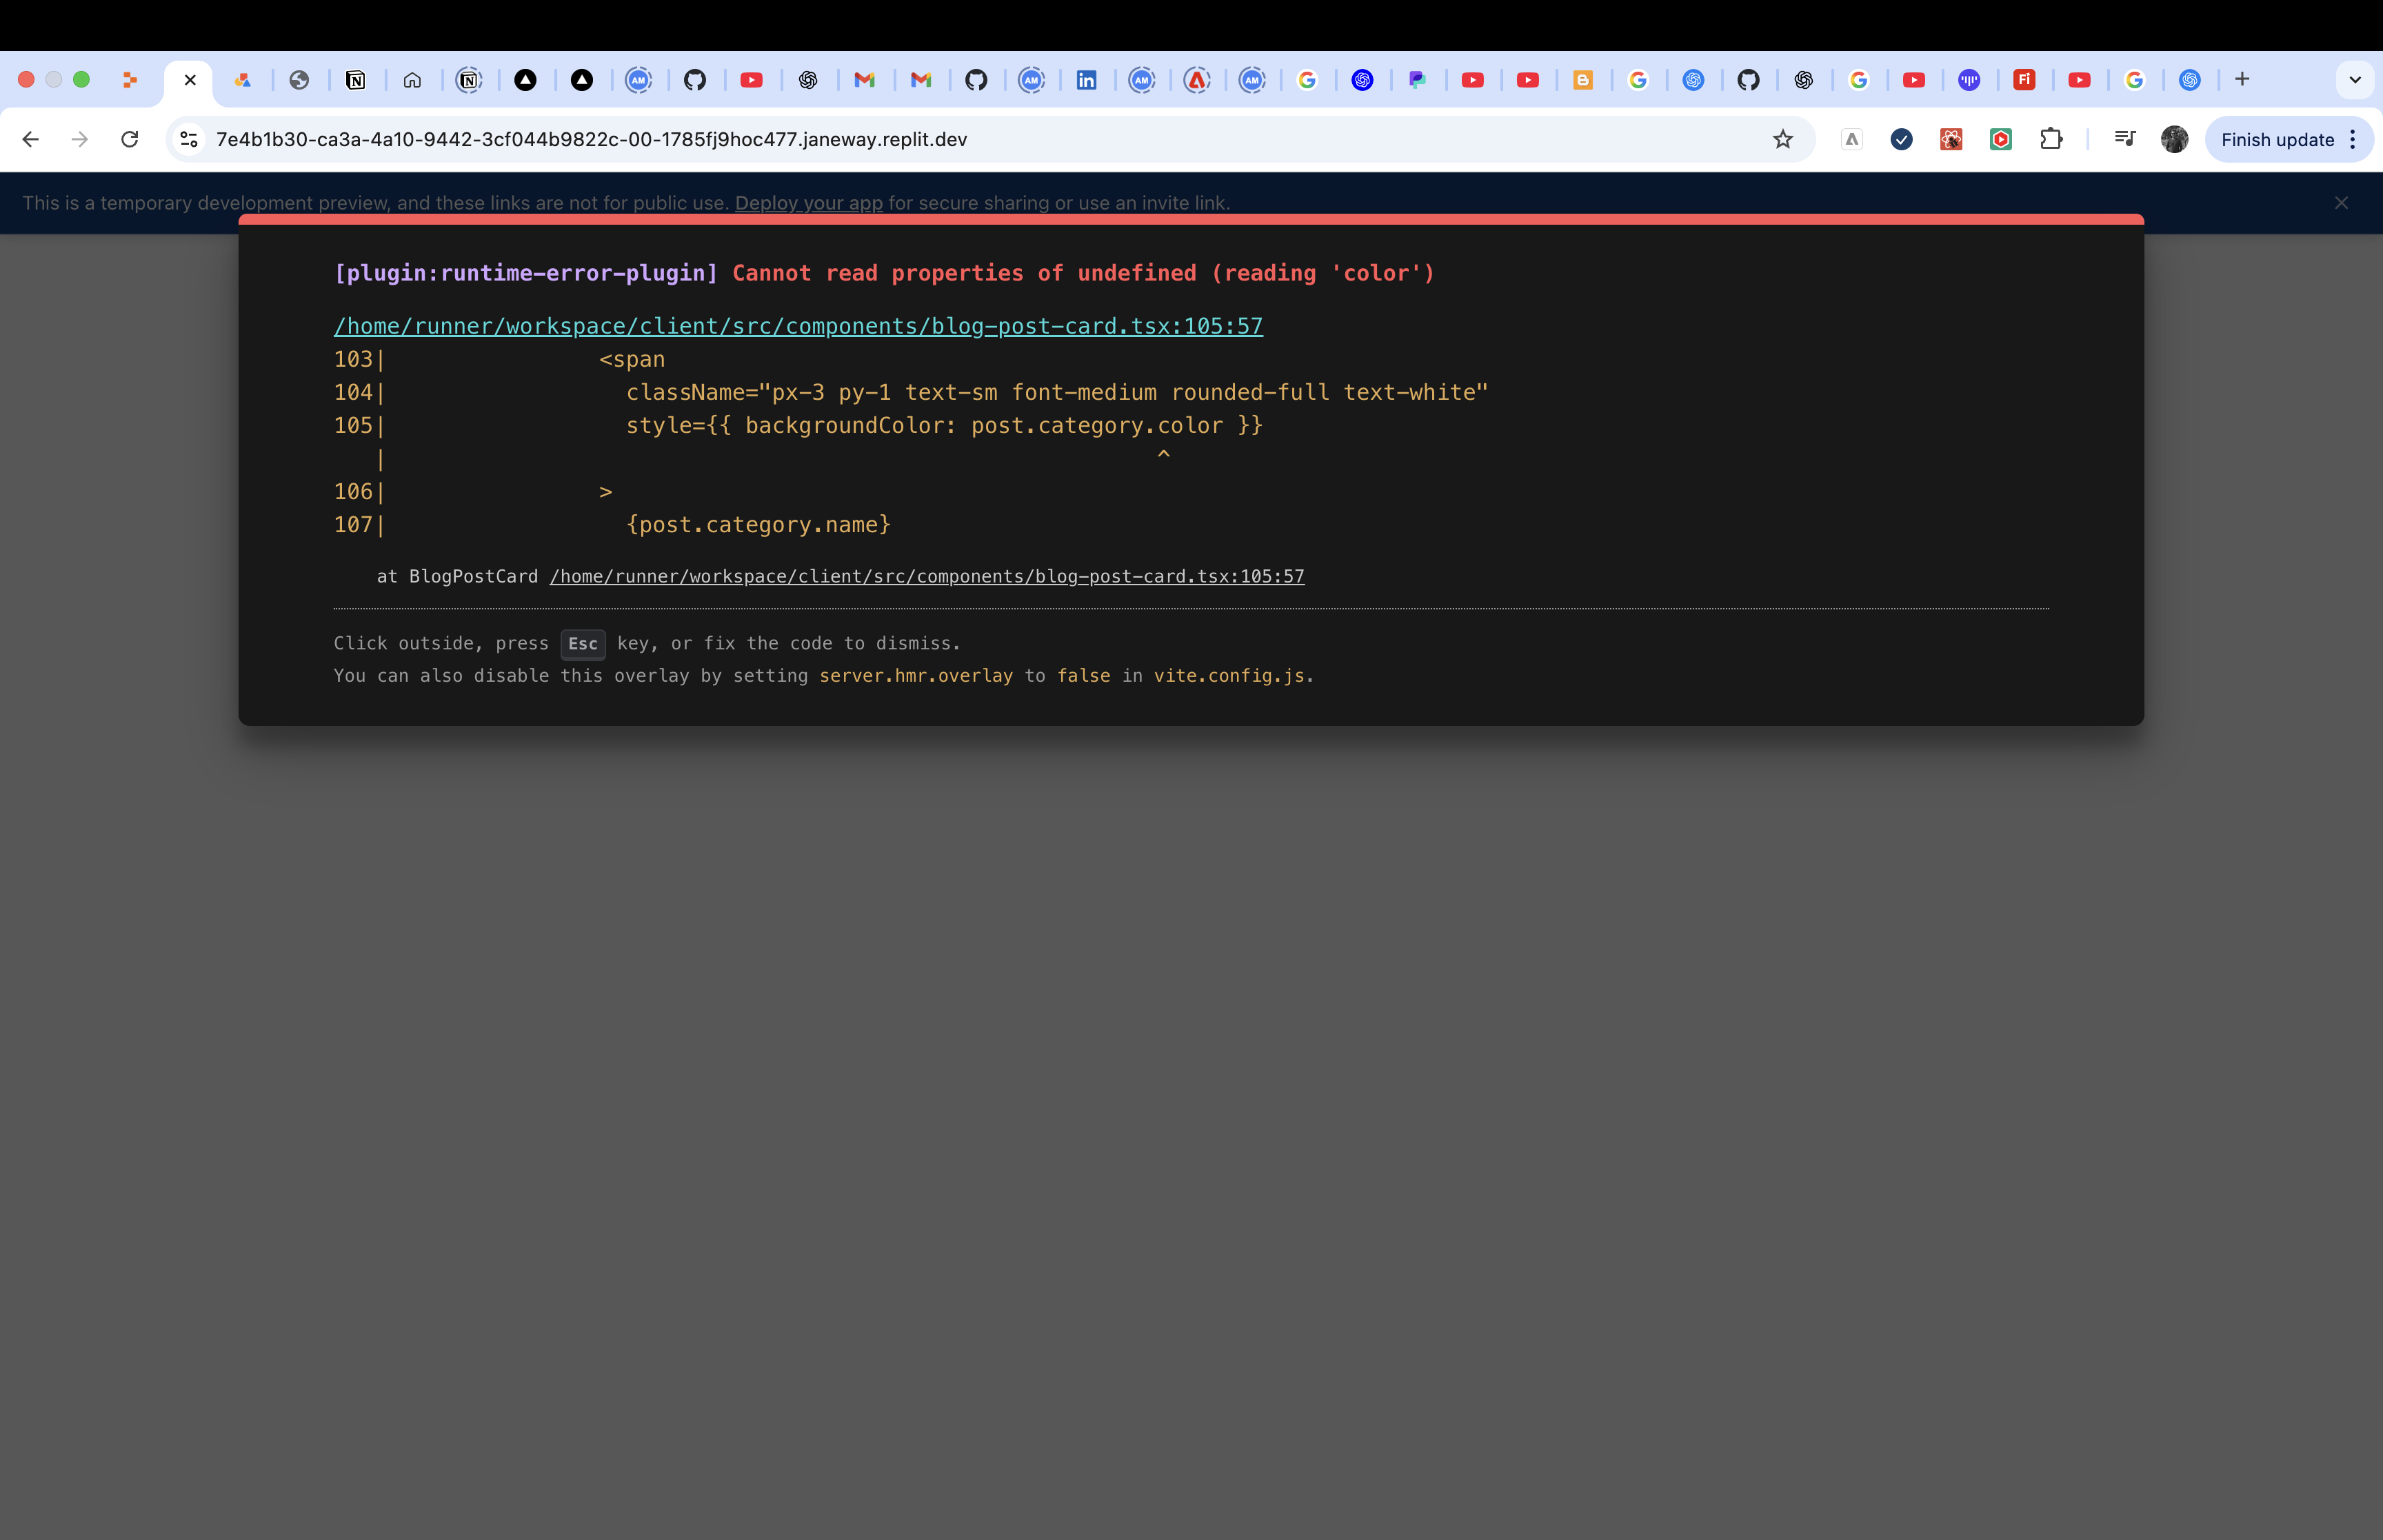 7e4b1b30-ca3a-4a10-9442-3cf044b9822c-00-1785fj9hoc477.janeway.replit.dev
Finish update
This is a temporary development preview, and these links are not for public use. Deploy your app for secure sharing or use an invite link.
[plugin:runtime-error-plugin] Cannot read properties of undefined (reading 'color')
/home/runner/workspace/client/src/components/blog-post-card.tsx:105:57
103|                <span
104|                  className="px-3 py-1 text-sm font-medium rounded-full text-white"
105|                  style={{ backgroundColor: post.category.color }}
   |                                                          ^
106|                >
107|                  {post.category.name}
at BlogPostCard /home/runner/workspace/client/src/components/blog-post-card.tsx:105:57
Click outside, press Esc key, or fix the code to dismiss.
You can also disable this overlay by setting server.hmr.overlay to false in vite.config.js.